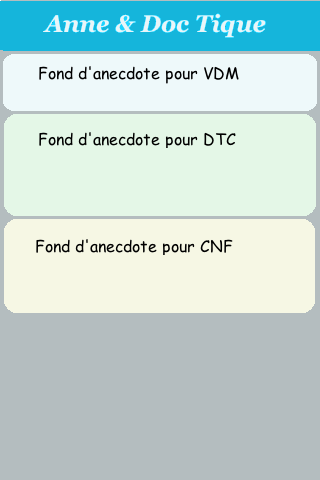 Anne & Doc Tique
Fond d'anecdote pour VDM
Fond d'anecdote pour DTC
Fond d'anecdote pour CNF